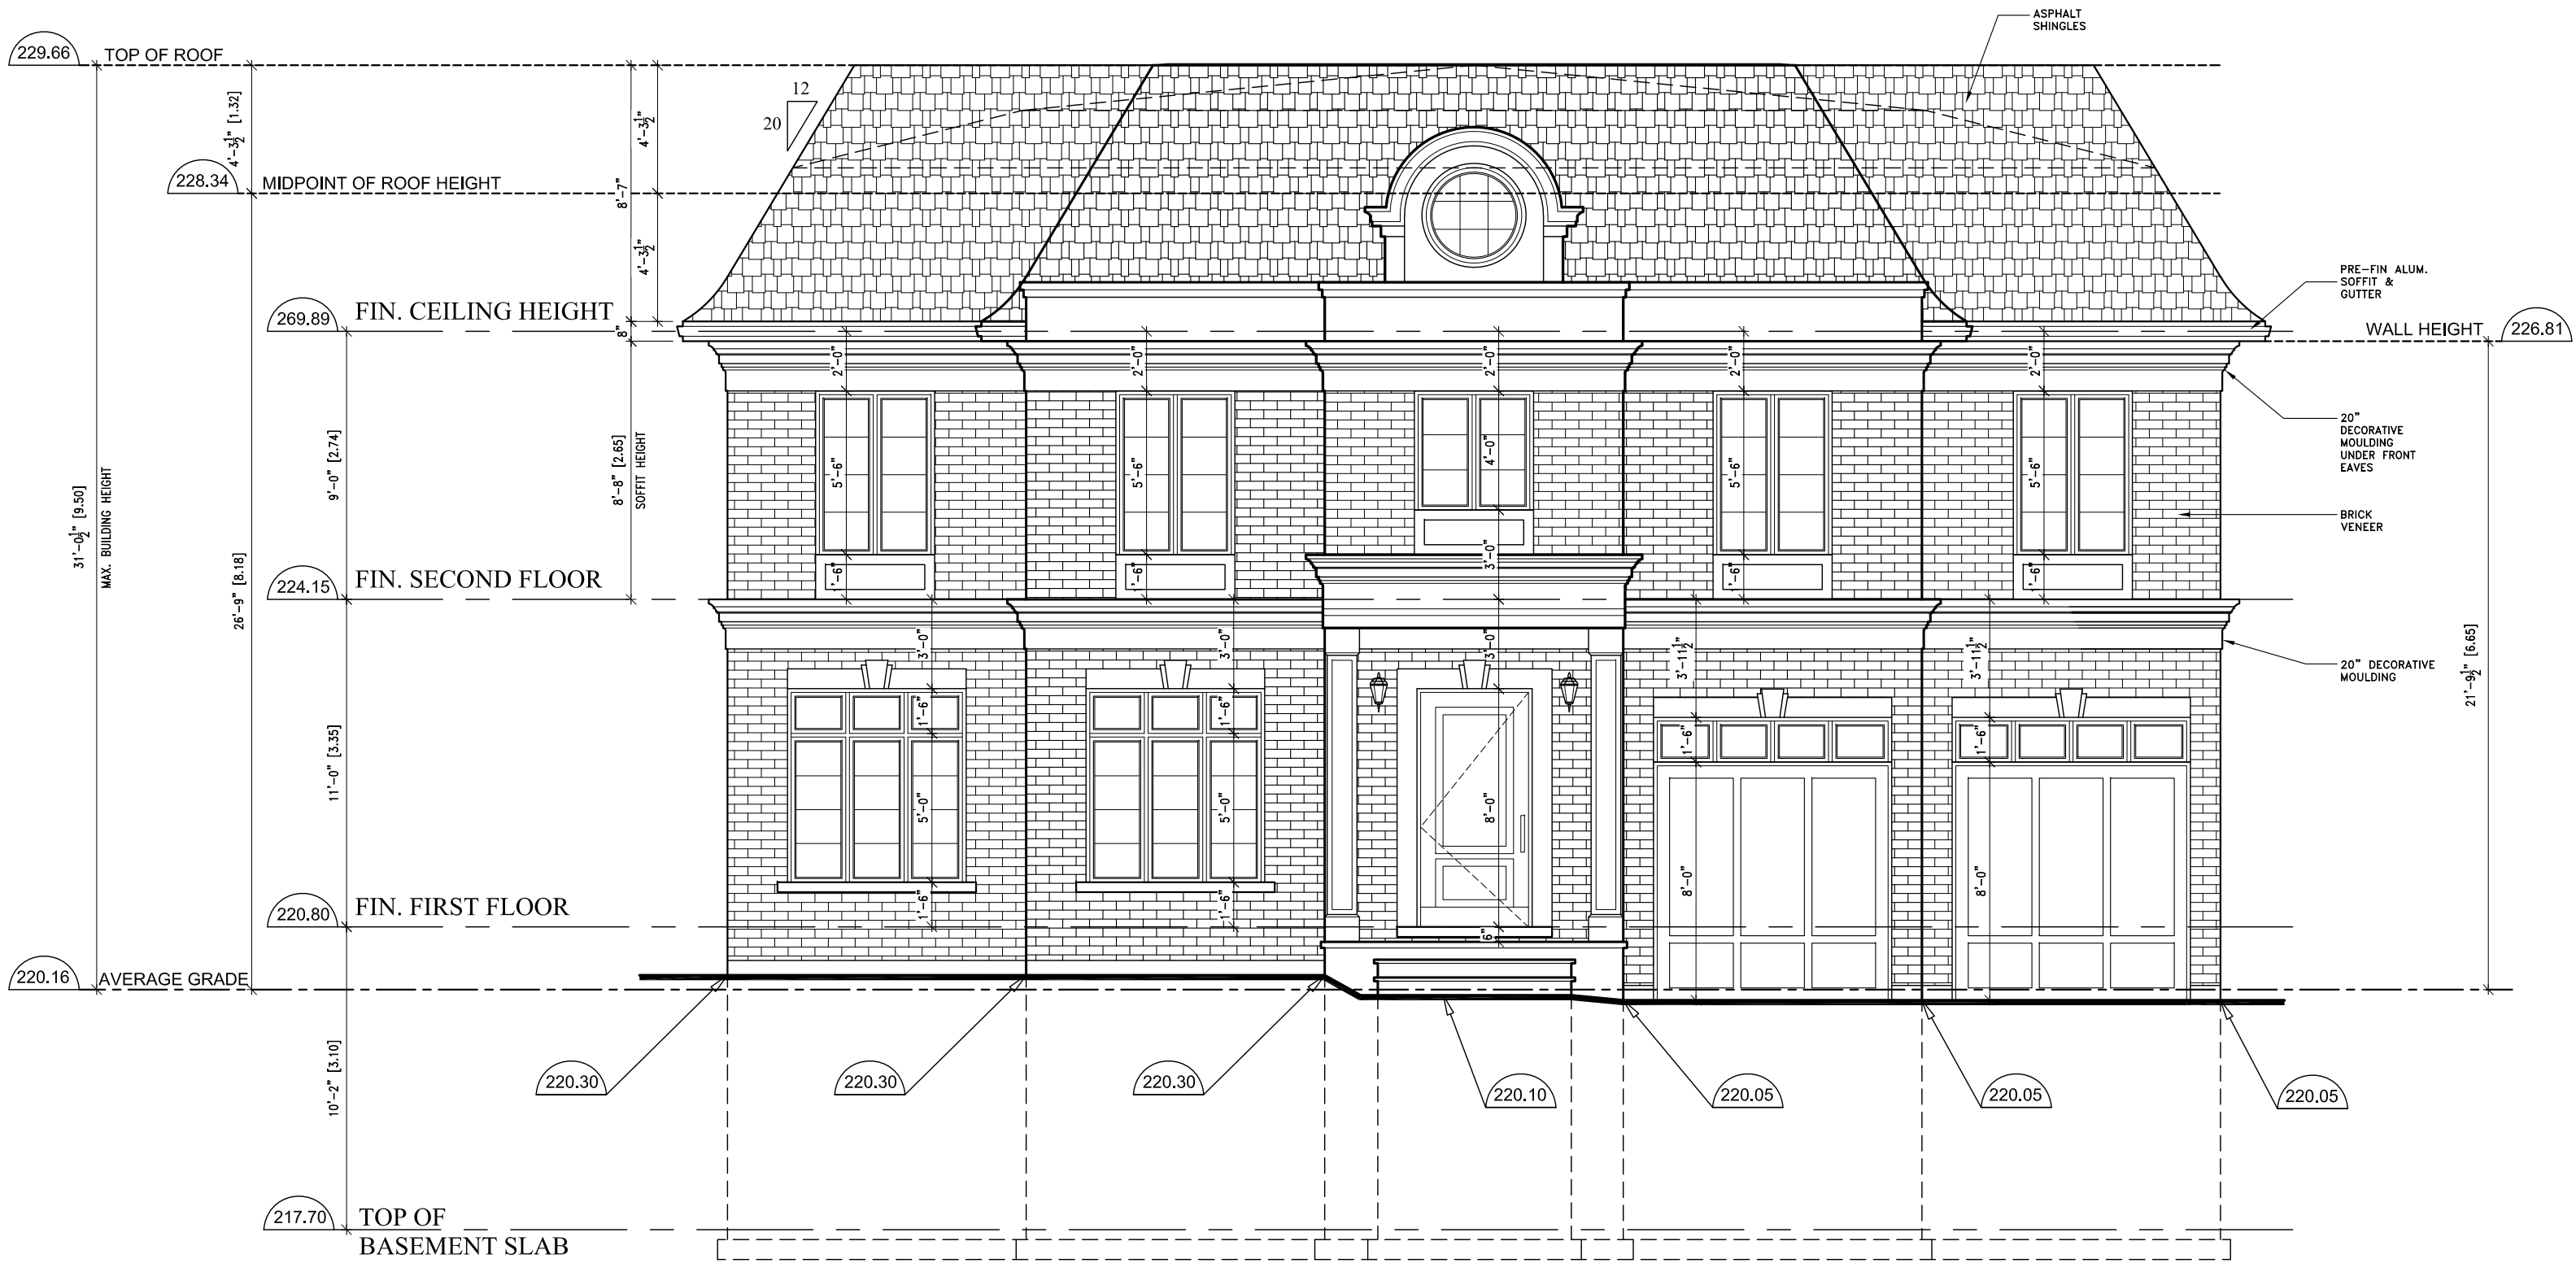 ASPHALT
SHINGLES
229.66 TOP OF ROOF
12
20
4'-3½" [1.32]
4'-3½"
228.34 MIDPOINT OF ROOF HEIGHT
8'-7"
4'-3½"
PRE-FIN ALUM.
SOFFIT &
GUTTER
269.89 FIN. CEILING HEIGHT
8"
WALL HEIGHT 226.81
2'-0" 2'-0" 2'-0" 2'-0" 2'-0"
20"
DECORATIVE
MOULDING
UNDER FRONT
EAVES
9'-0" [2.74]
8'-8" [2.65]
SOFFIT HEIGHT
5'-6" 5'-6" 4'-0" 5'-6" 5'-6"
31'-0½" [9.50]
MAX. BUILDING HEIGHT
BRICK
VENEER
26'-9" [8.18]
3'-0"
1'-6" 1'-6" 1'-6" 1'-6"
224.15 FIN. SECOND FLOOR
3'-0" 3'-0" 3'-0" 3'-11½" 3'-11½"
20" DECORATIVE
MOULDING
21'-9½" [6.65]
1'-6" 1'-6" 1'-6" 1'-6"
11'-0" [3.35]
5'-0" 5'-0" 8'-0" 8'-0" 8'-0"
220.80 FIN. FIRST FLOOR
1'-6" 1'-6" 6"
220.16 AVERAGE GRADE
10'-2" [3.10]
220.30 220.30 220.30 220.10 220.05 220.05 220.05
217.70 TOP OF
BASEMENT SLAB